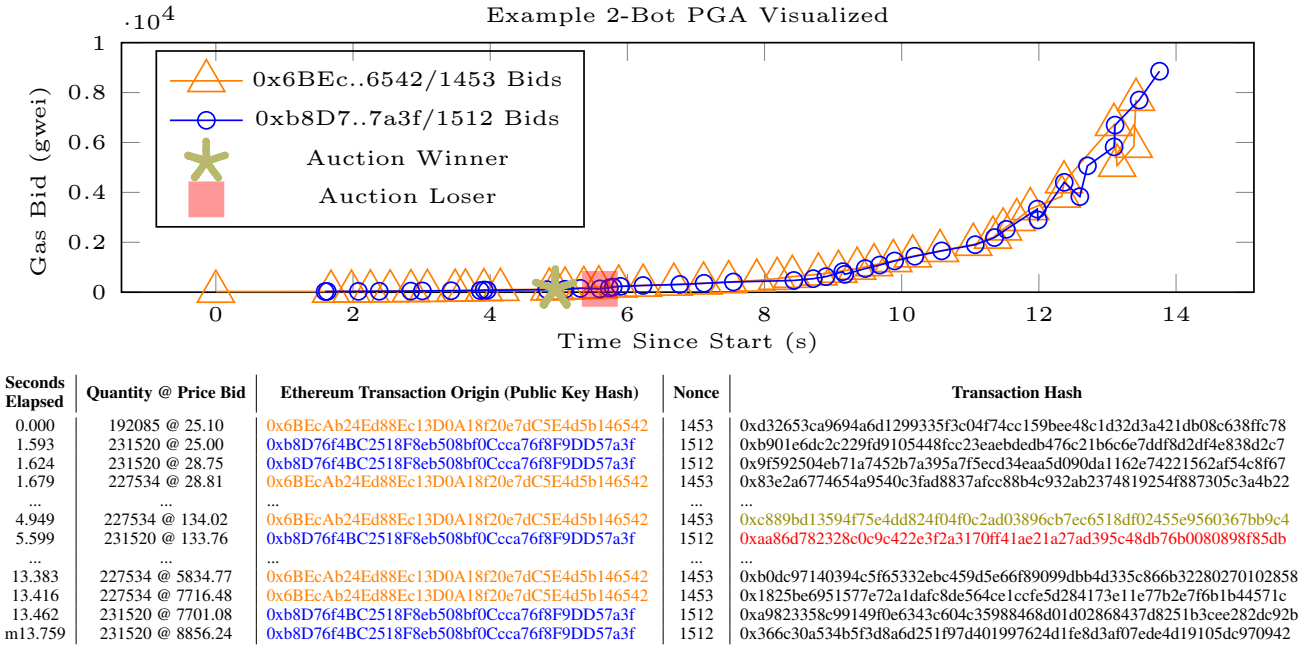 Example 2-Bot PGA Visualized
·10⁴
1
0.8
0.6
0.4
0.2
0
Gas Bid (gwei)
0x6BEc..6542/1453 Bids
0xb8D7..7a3f/1512 Bids
Auction Winner
Auction Loser
0 2 4 6 8 10 12 14
Time Since Start (s)
Seconds Elapsed Quantity @ Price Bid Ethereum Transaction Origin (Public Key Hash) Nonce Transaction Hash
0.000 192085 @ 25.10 0x6BEcAb24Ed88Ec13D0A18f20e7dC5E4d5b146542 1453 0xd32653ca9694a6d1299335f3c04f74cc159bee48c1d32d3a421db08c638ffc78
1.593 231520 @ 25.00 0xb8D76f4BC2518F8eb508bf0Ccca76f8F9DD57a3f 1512 0xb901e6dc2c229fd9105448fcc23eaebdedb476c21b6c6e7ddf8d2df4e838d2c7
1.624 231520 @ 28.75 0xb8D76f4BC2518F8eb508bf0Ccca76f8F9DD57a3f 1512 0x9f592504eb71a7452b7a395a7f5ecd34eaa5d090da1162e74221562af54c8f67
1.679 227534 @ 28.81 0x6BEcAb24Ed88Ec13D0A18f20e7dC5E4d5b146542 1453 0x83e2a6774654a9540c3fad8837afcc88b4c932ab2374819254f887305c3a4b22
... ... ... ... ...
4.949 227534 @ 134.02 0x6BEcAb24Ed88Ec13D0A18f20e7dC5E4d5b146542 1453 0xc889bd13594f75e4dd824f04f0c2ad03896cb7ec6518df02455e9560367bb9c4
5.599 231520 @ 133.76 0xb8D76f4BC2518F8eb508bf0Ccca76f8F9DD57a3f 1512 0xaa86d782328c0c9c422e3f2a3170ff41ae21a27ad395c48db76b0080898f85db
... ... ... ... ...
13.383 227534 @ 5834.77 0x6BEcAb24Ed88Ec13D0A18f20e7dC5E4d5b146542 1453 0xb0dc97140394c5f65332ebc459d5e66f89099dbb4d335c866b32280270102858
13.416 227534 @ 7716.48 0x6BEcAb24Ed88Ec13D0A18f20e7dC5E4d5b146542 1453 0x1825be6951577e72a1dafc8de564ce1ccfe5d284173e11e77b2e7f6b1b44571c
13.462 231520 @ 7701.08 0xb8D76f4BC2518F8eb508bf0Ccca76f8F9DD57a3f 1512 0xa9823358c99149f0e6343c604c35988468d01d02868437d8251b3cee282dc92b
m13.759 231520 @ 8856.24 0xb8D76f4BC2518F8eb508bf0Ccca76f8F9DD57a3f 1512 0x366c30a534b5f3d8a6d251f97d401997624d1fe8d3af07ede4d19105dc970942